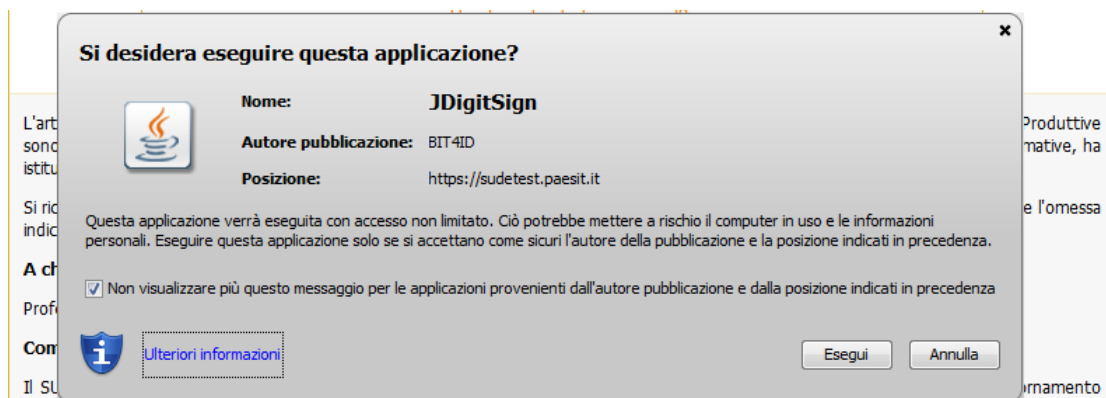 Si desidera eseguire questa applicazione?
Nome: JDigitSign
Autore pubblicazione: BIT4ID
Posizione: https://sudetest.paesit.it
L'art Produttive
sono mative, ha
istitu
Questa applicazione verrà eseguita con accesso non limitato. Ciò potrebbe mettere a rischio il computer in uso e le informazioni
personali. Eseguire questa applicazione solo se si accettano come sicuri l'autore della pubblicazione e la posizione indicati in precedenza.
Si ric e l'omessa
indic
A ch
Non visualizzare più questo messaggio per le applicazioni provenienti dall'autore pubblicazione e dalla posizione indicati in precedenza
Profe
Com
Ulteriori informazioni
Esegui Annulla
Il SU ornamento